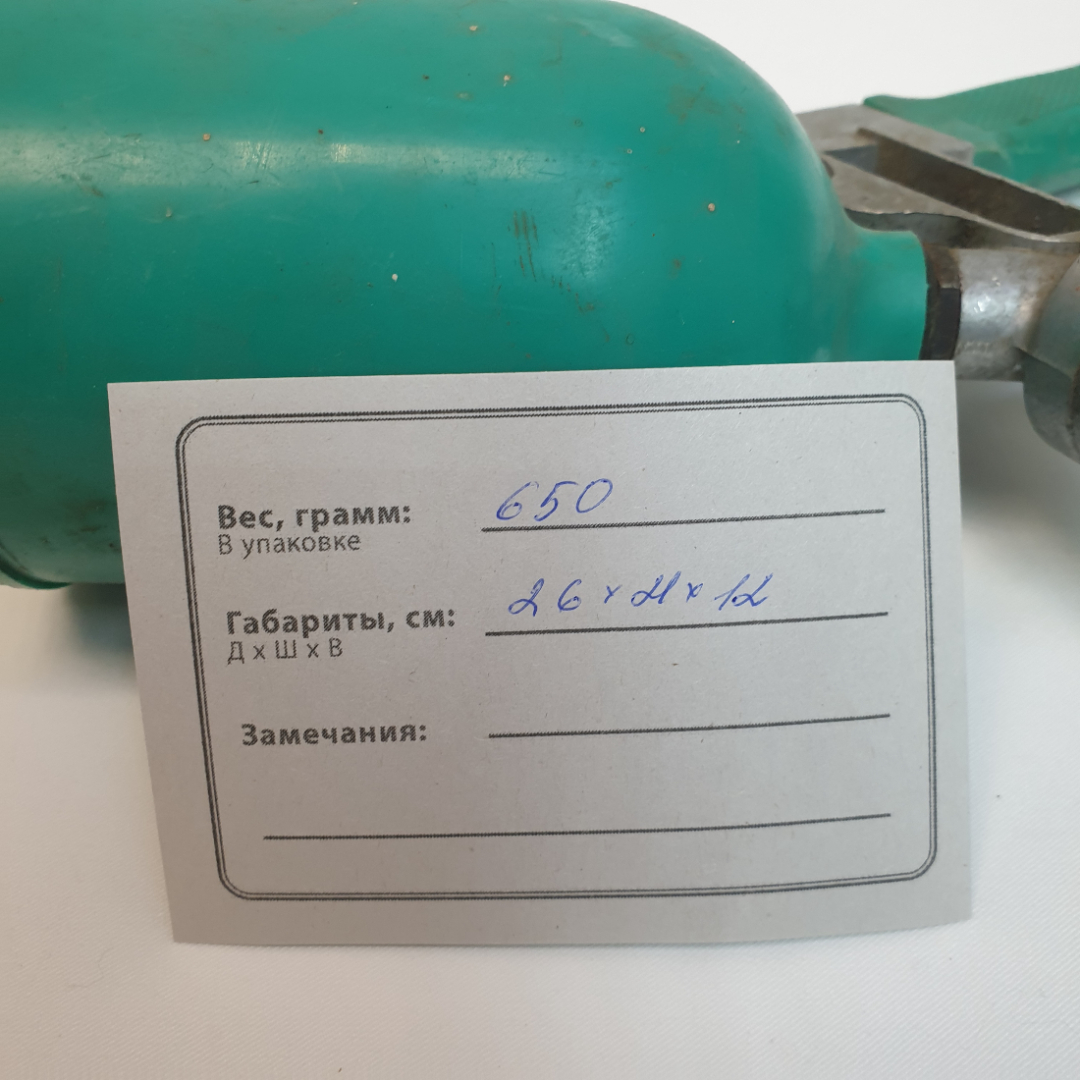 Вес, грамм: 650
В упаковке
Габариты, см: 26 x 21 x 12
Д x Ш x В
Замечания: